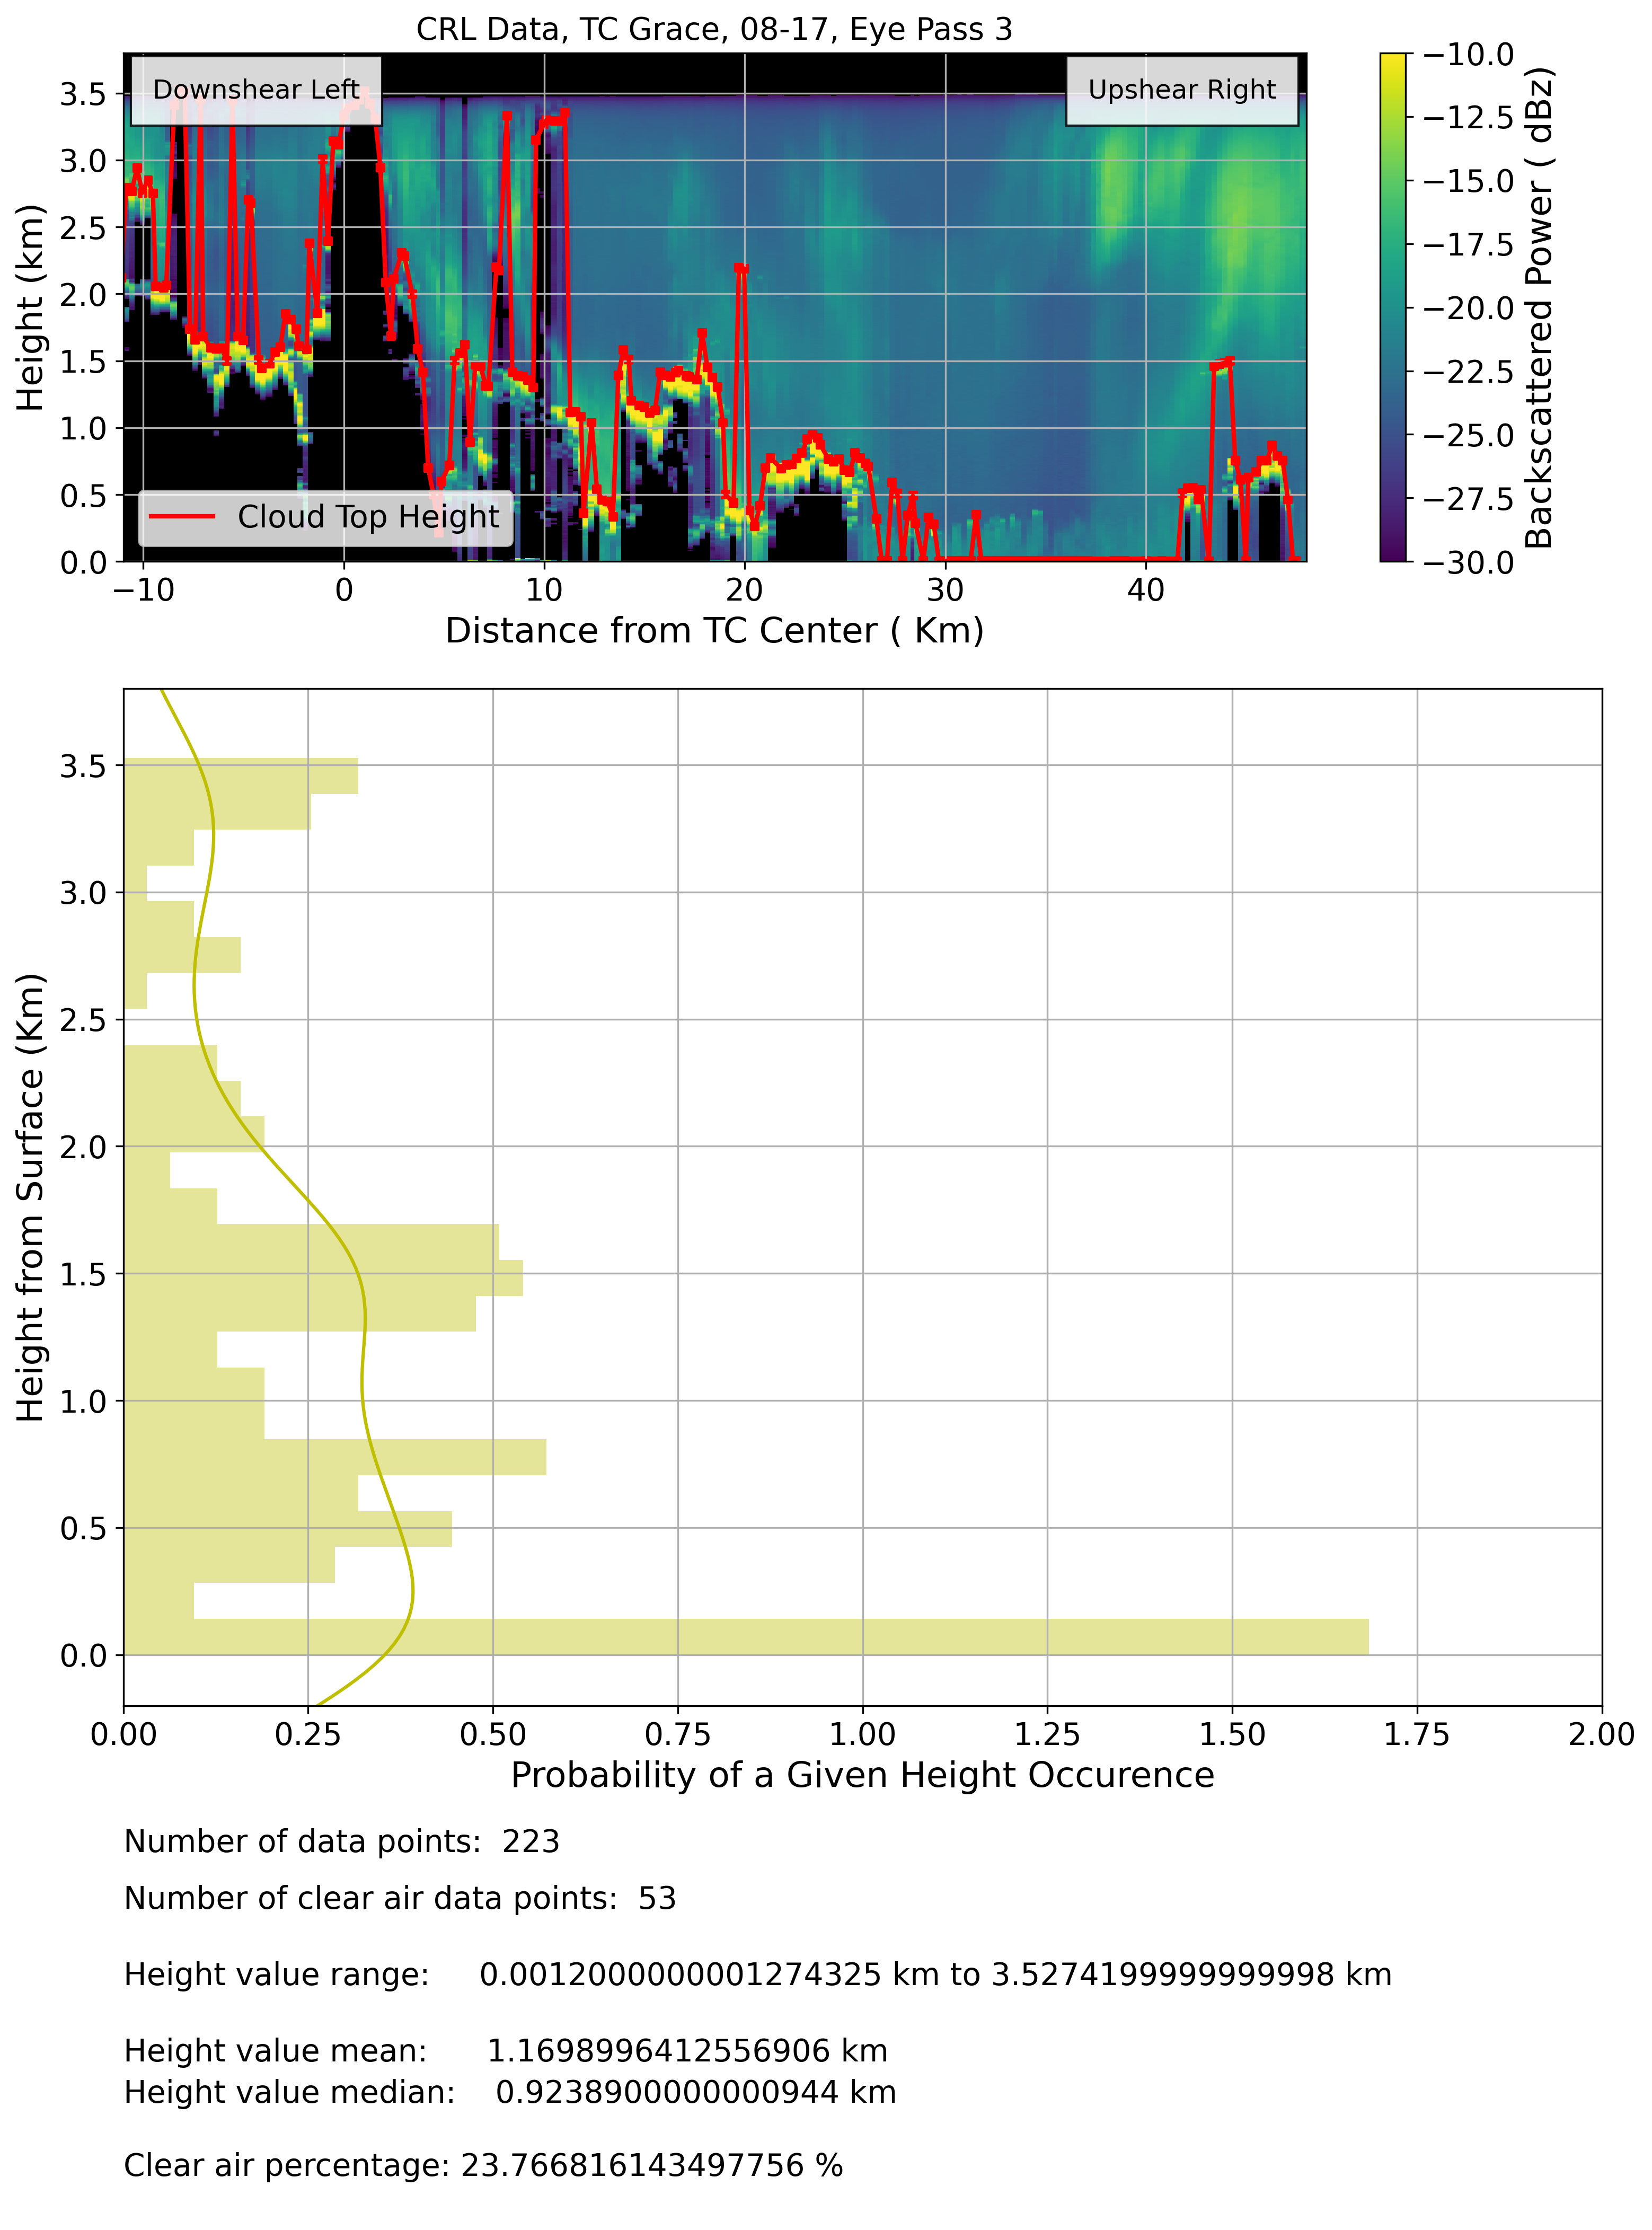 CRL Data, TC Grace, 08-17, Eye Pass 3
Downshear Left
Upshear Right
Height (km)
3.5
3.0
2.5
2.0
1.5
1.0
0.5
0.0
Cloud Top Height
−10
0
10
20
30
40
Distance from TC Center ( Km)
−10.0
−12.5
−15.0
−17.5
−20.0
−22.5
−25.0
−27.5
−30.0
Backscattered Power ( dBz)
Height from Surface (Km)
3.5
3.0
2.5
2.0
1.5
1.0
0.5
0.0
0.00
0.25
0.50
0.75
1.00
1.25
1.50
1.75
2.00
Probability of a Given Height Occurence
Number of data points: 223
Number of clear air data points: 53
Height value range: 0.0012000000001274325 km to 3.5274199999999998 km
Height value mean: 1.1698996412556906 km
Height value median: 0.9238900000000944 km
Clear air percentage: 23.766816143497756 %